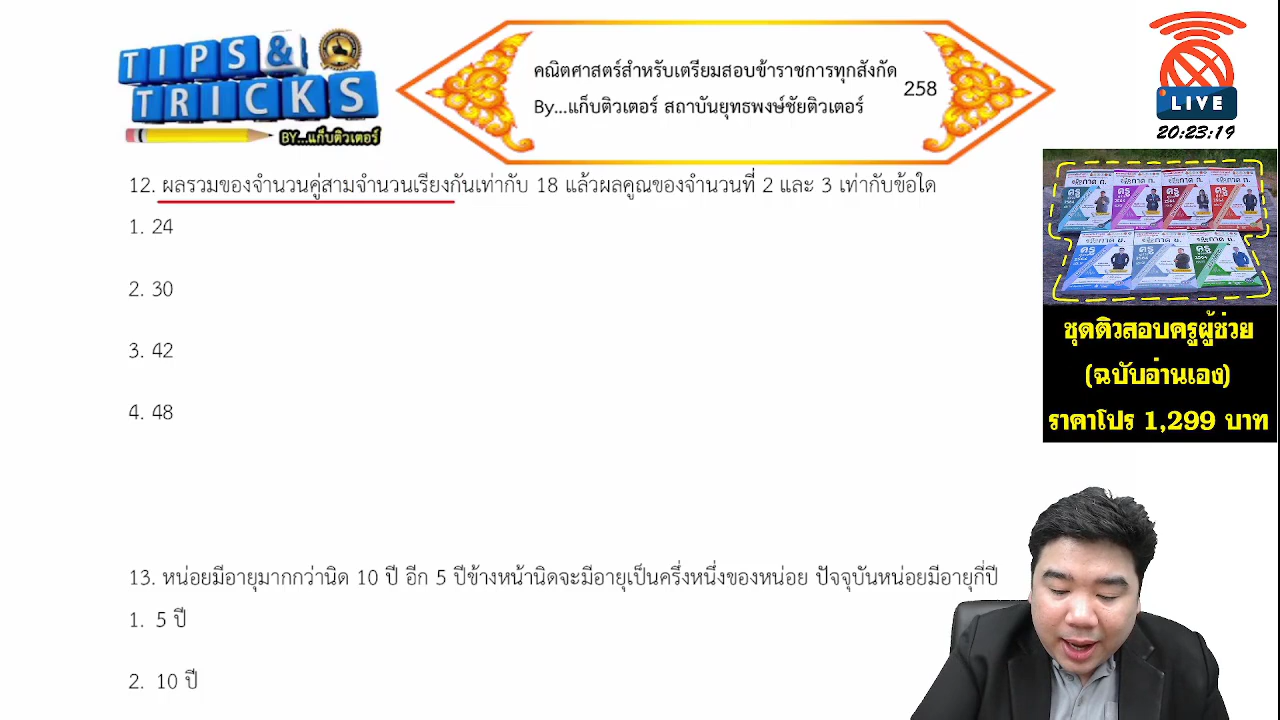 TIPS &
TRICKS
BY...แก็บติวเตอร์
คณิตศาสตร์สำหรับเตรียมสอบข้าราชการทุกสังกัด
258
By...แก็บติวเตอร์ สถาบันยุทธพงษ์ชัยติวเตอร์
LIVE
20:23:19
12. ผลรวมของจำนวนคู่สามจำนวนเรียงกันเท่ากับ 18 แล้วผลคูณของจำนวนที่ 2 และ 3 เท่ากับข้อใด
1. 24
2. 30
3. 42
4. 48
ชุดติวสอบครูผู้ช่วย
(ฉบับอ่านเอง)
ราคาโปร 1,299 บาท
13. หน่อยมีอายุมากกว่านิด 10 ปี อีก 5 ปีข้างหน้านิดจะมีอายุเป็นครึ่งหนึ่งของหน่อย ปัจจุบันหน่อยมีอายุกี่ปี
1. 5 ปี
2. 10 ปี